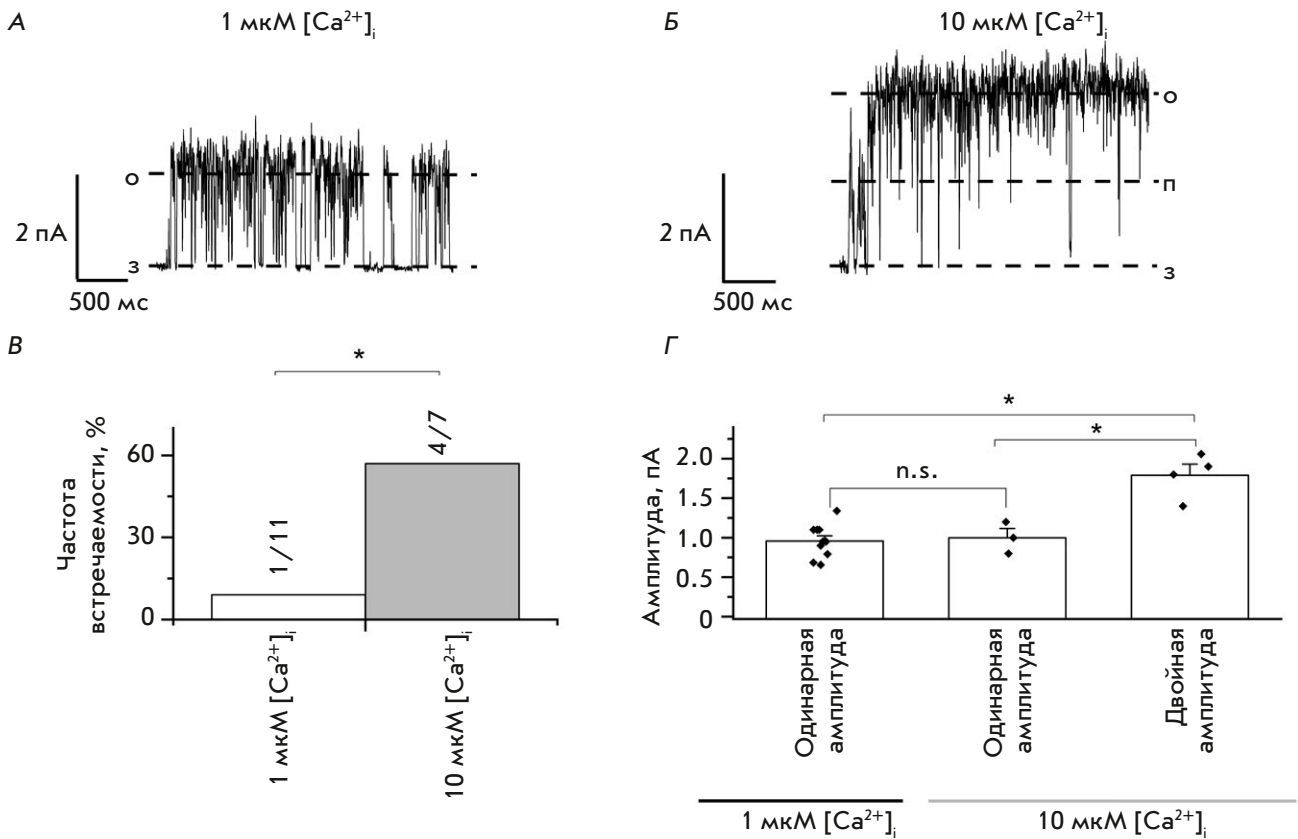 А
1 мкМ [Ca²⁺]ᵢ
о
2 пА
з
500 мс
Б
10 мкМ [Ca²⁺]ᵢ
о
п
2 пА
з
500 мс
В
*
Частота
встречаемости, %
60
30
0
1/11
4/7
1 мкМ [Ca²⁺]ᵢ
10 мкМ [Ca²⁺]ᵢ
Г
*
*
n.s.
Амплитуда, пА
2.0
1.5
1.0
0.5
0
Одинарная
амплитуда
Одинарная
амплитуда
Двойная
амплитуда
1 мкМ [Ca²⁺]ᵢ
10 мкМ [Ca²⁺]ᵢ